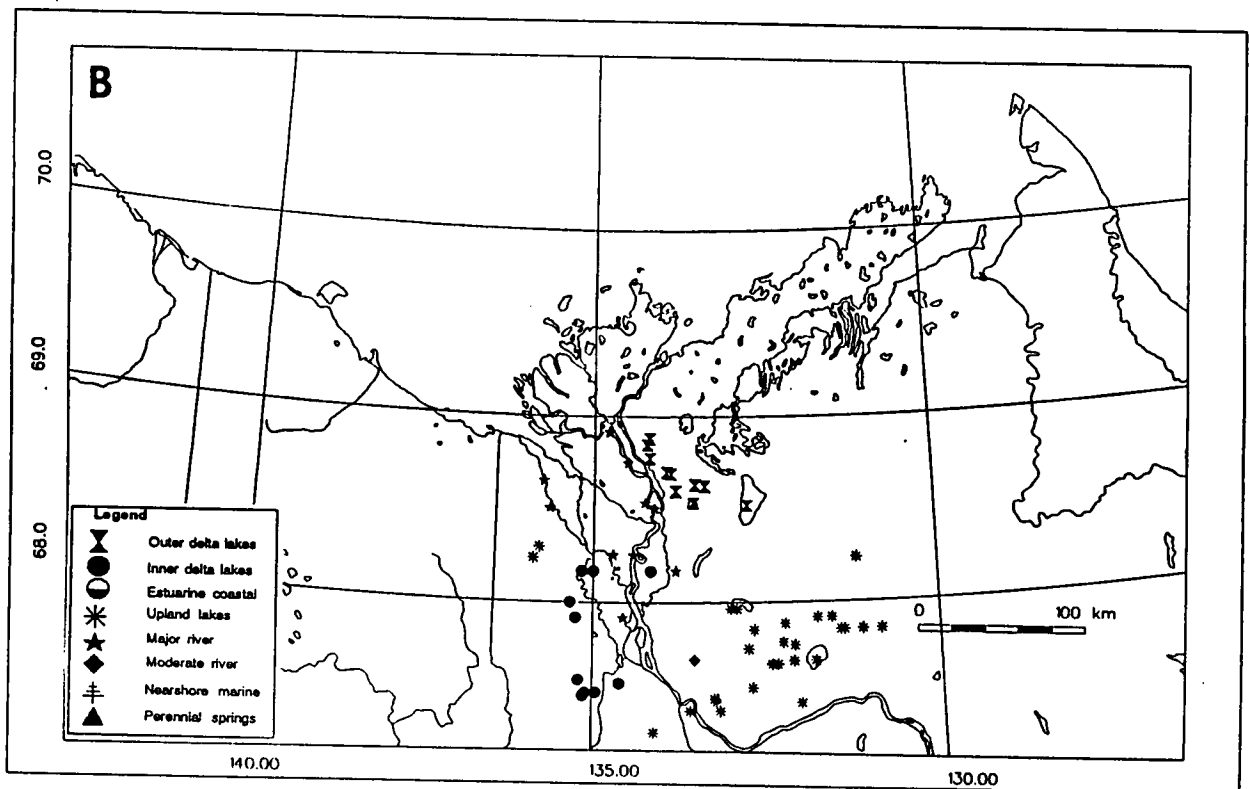 B
70.0
69.0
68.0
Legend
Outer delta lakes
Inner delta lakes
Estuarine coastal
Upland lakes
Major river
Moderate river
Nearshore marine
Perennial springs
0 100 km
140.00 135.00 130.00